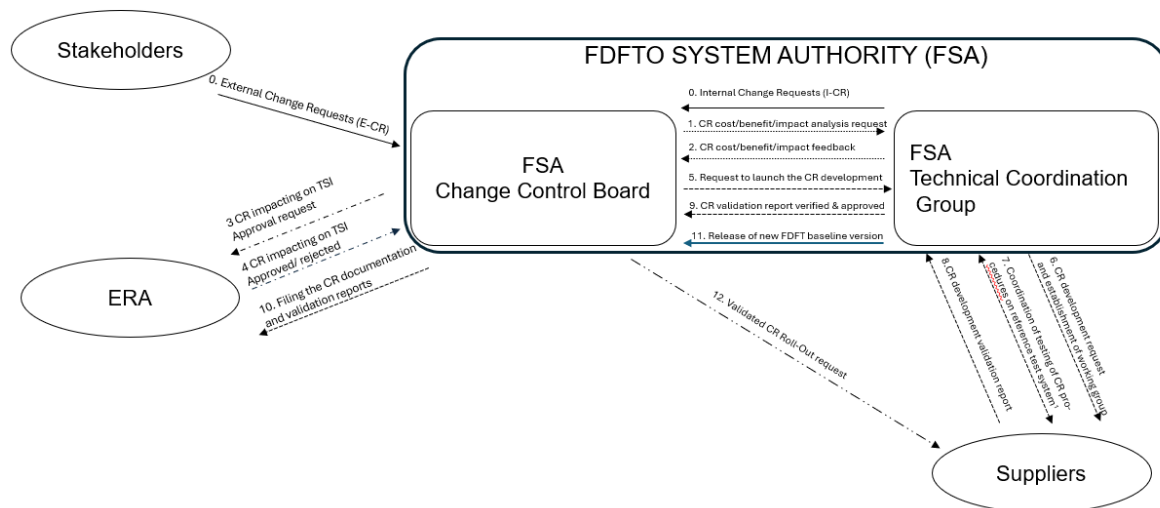 Stakeholders
FDFTO SYSTEM AUTHORITY (FSA)
0. External Change Requests (E-CR)
FSA
Change Control Board
0. Internal Change Requests (I-CR)
1. CR cost/benefit/impact analysis request
2. CR cost/benefit/impact feedback
5. Request to launch the CR development
9. CR validation report verified & approved
11. Release of new FDFT baseline version
FSA
Technical Coordination
Group
3 CR impacting on TSI
Approval request
4 CR impacting on TSI
Approved/ rejected
10. Filing the CR documentation
and validation reports
ERA
12. Validated CR Roll-Out request
8.CR development validation report
7. Coordination of testing of CR pro-
cedures on reference test system¹
6. CR development request
and establishment of working group
Suppliers